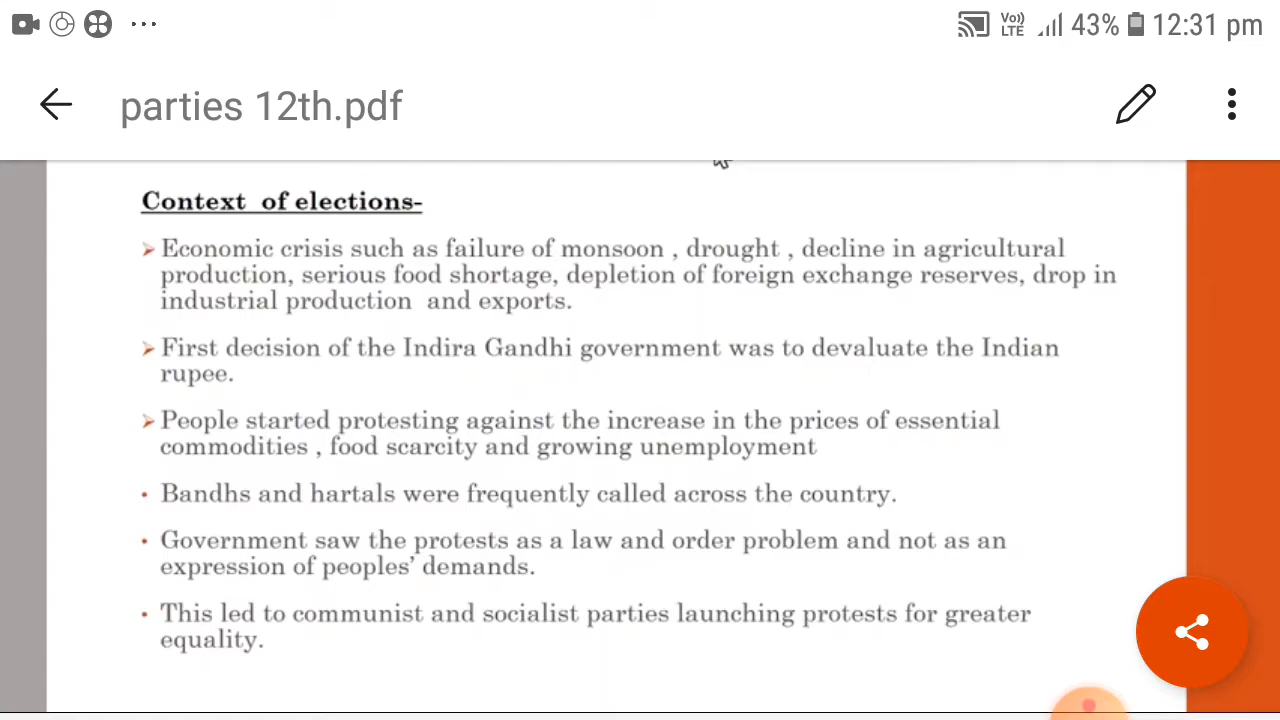 Vo)) LTE 43% 12:31 pm
parties 12th.pdf
Context of elections-
Economic crisis such as failure of monsoon , drought , decline in agricultural
production, serious food shortage, depletion of foreign exchange reserves, drop in
industrial production and exports.
First decision of the Indira Gandhi government was to devaluate the Indian
rupee.
People started protesting against the increase in the prices of essential
commodities , food scarcity and growing unemployment
• Bandhs and hartals were frequently called across the country.
• Government saw the protests as a law and order problem and not as an
expression of peoples’ demands.
• This led to communist and socialist parties launching protests for greater
equality.